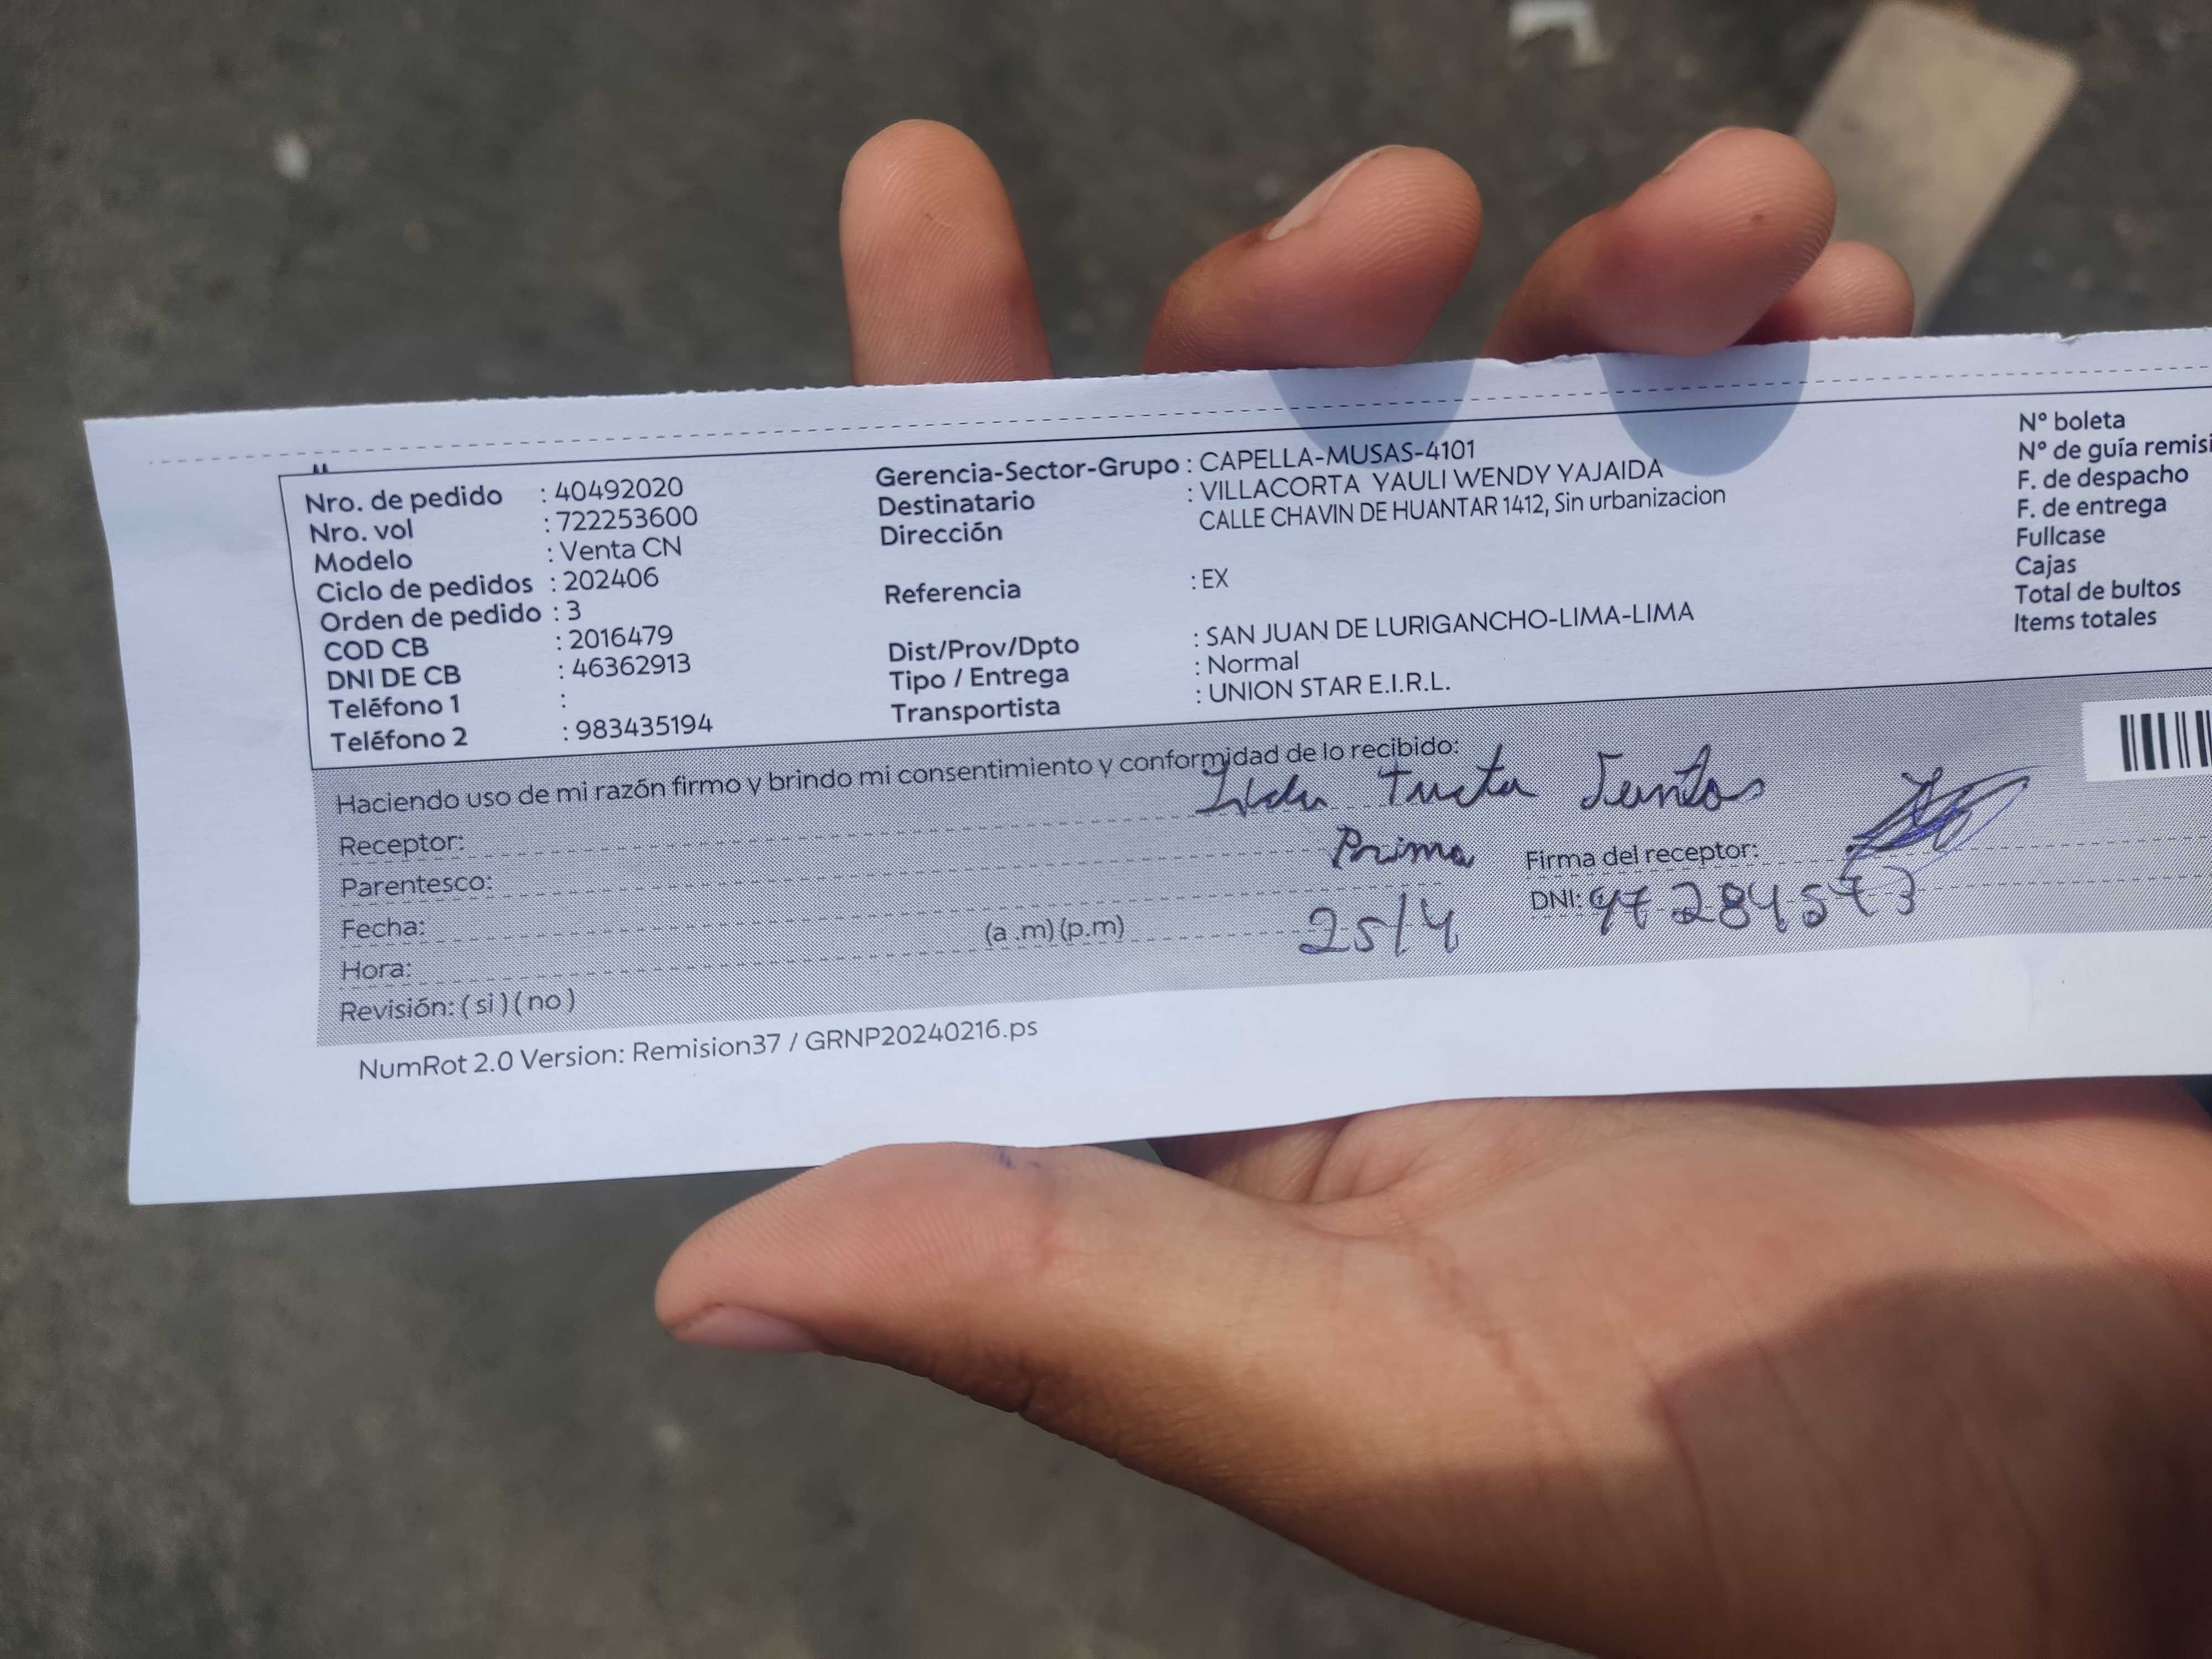 Nro. de pedido : 40492020
Nro. vol : 722253600
Modelo : Venta CN
Ciclo de pedidos : 202406
Orden de pedido : 3
COD CB : 2016479
DNI DE CB : 46362913
Teléfono 1 :
Teléfono 2 : 983435194
Gerencia-Sector-Grupo : CAPELLA-MUSAS-4101
Destinatario : VILLACORTA YAULI WENDY YAJAIDA
Dirección CALLE CHAVIN DE HUANTAR 1412, Sin urbanizacion
Referencia : EX
Dist/Prov/Dpto : SAN JUAN DE LURIGANCHO-LIMA-LIMA
Tipo / Entrega : Normal
Transportista : UNION STAR E.I.R.L.
Nº boleta
Nº de guía
F. de despacho
F. de entrega
Fullcase
Cajas
Total de bultos
Items totales
Haciendo uso de mi razón firmo y brindo mi consentimiento y conformidad de lo recibido:
Receptor:
Parentesco: Prima
Firma del receptor:
Fecha: 25/4
DNI:
Hora: (a .m) (p.m)
Revisión: ( si ) ( no )
NumRot 2.0 Version: Remision37 / GRNP20240216.ps